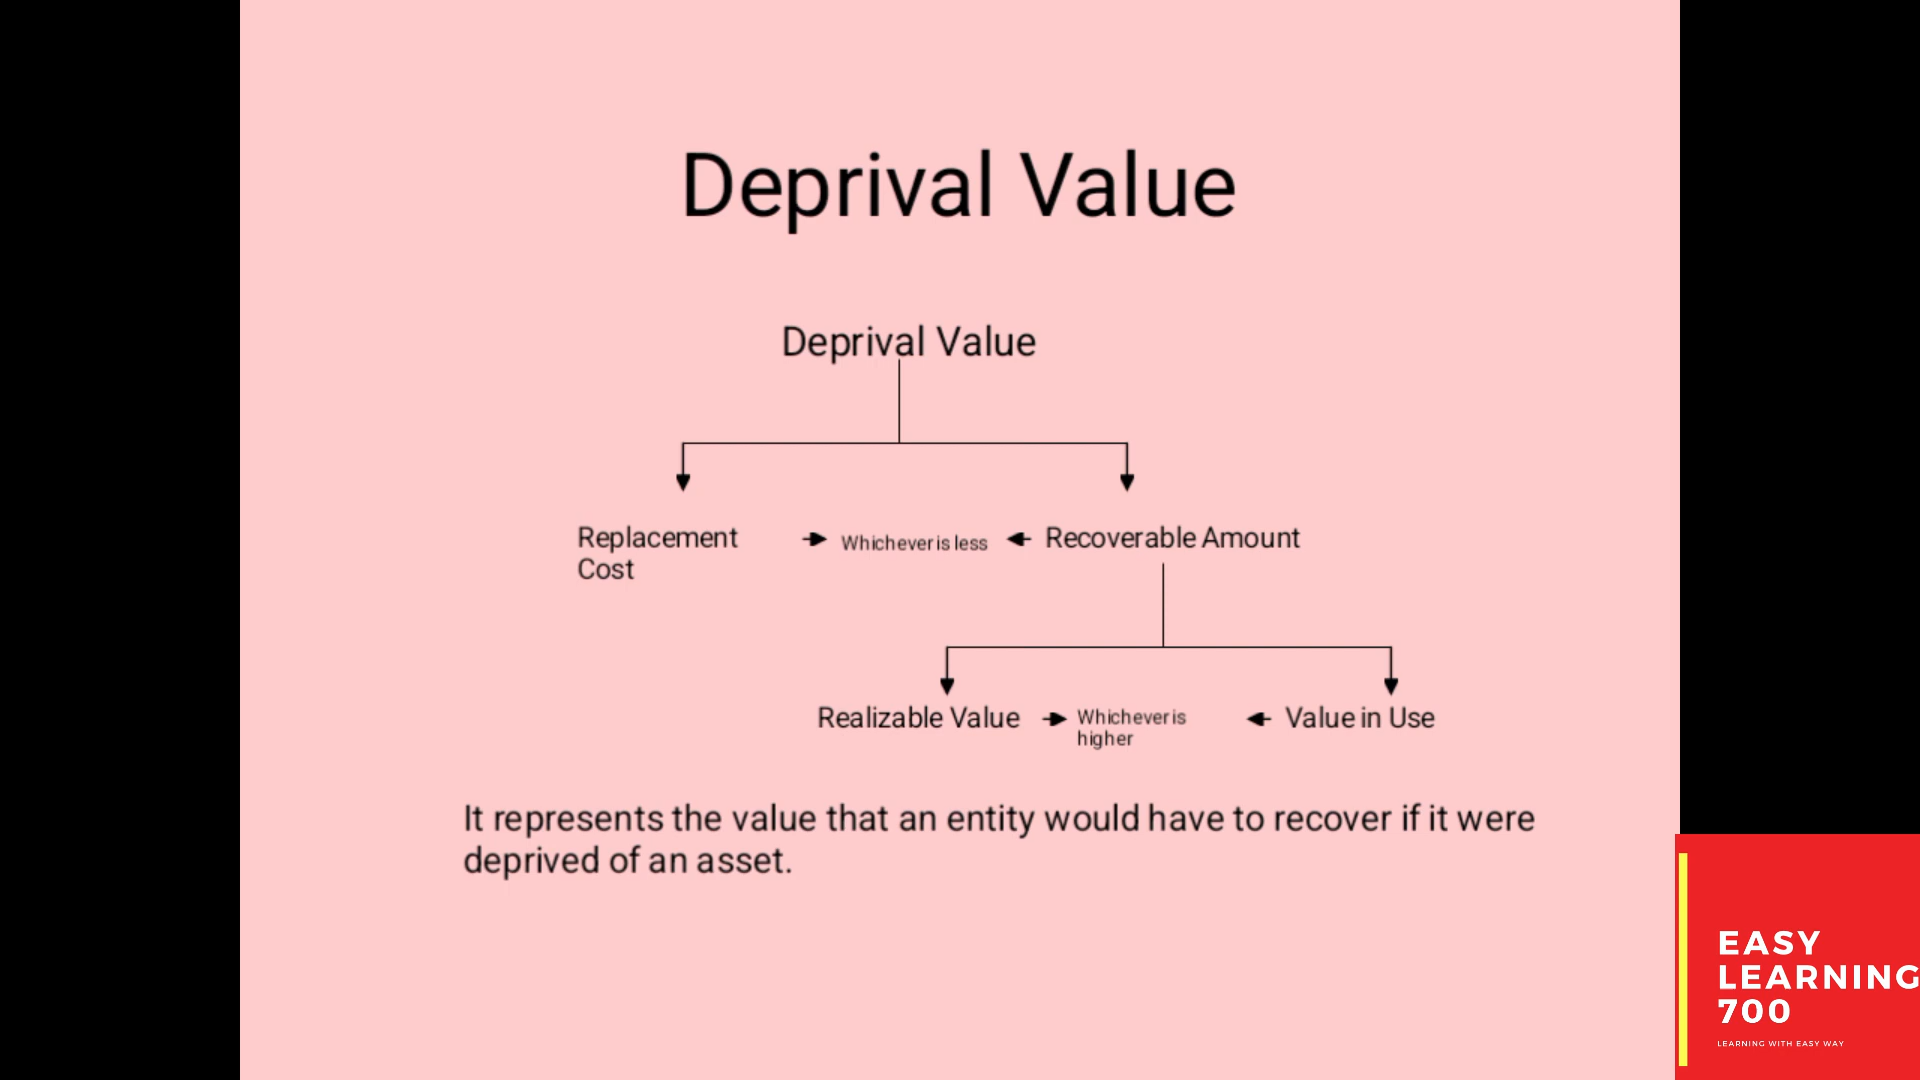 Deprival Value
Deprival Value
Replacement
Cost
Whichever is less
Recoverable Amount
Realizable Value
Whichever is
higher
Value in Use
It represents the value that an entity would have to recover if it were
deprived of an asset.
EASY
LEARNING
700
LEARNING WITH EASY WAY